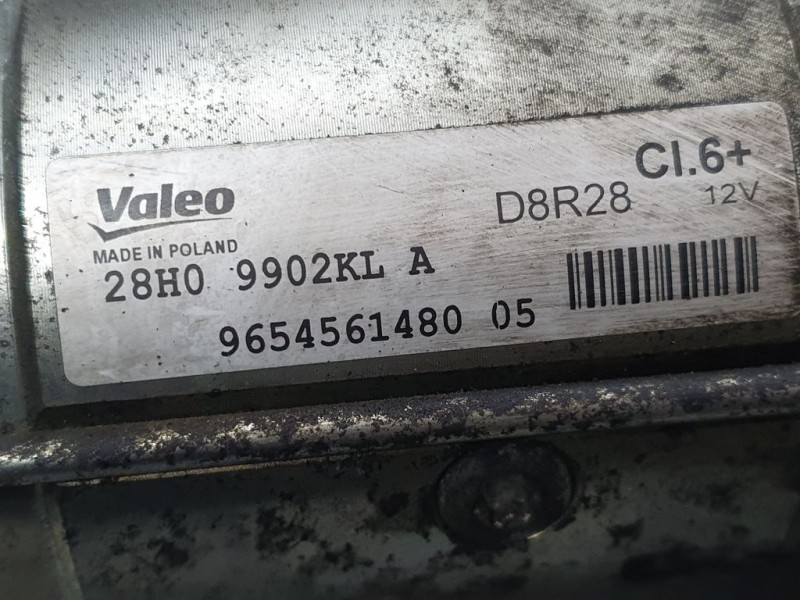 Valeo
MADE IN POLAND
D8R28
Cl.6+
12V
28H0 9902KL A
9654561480 05